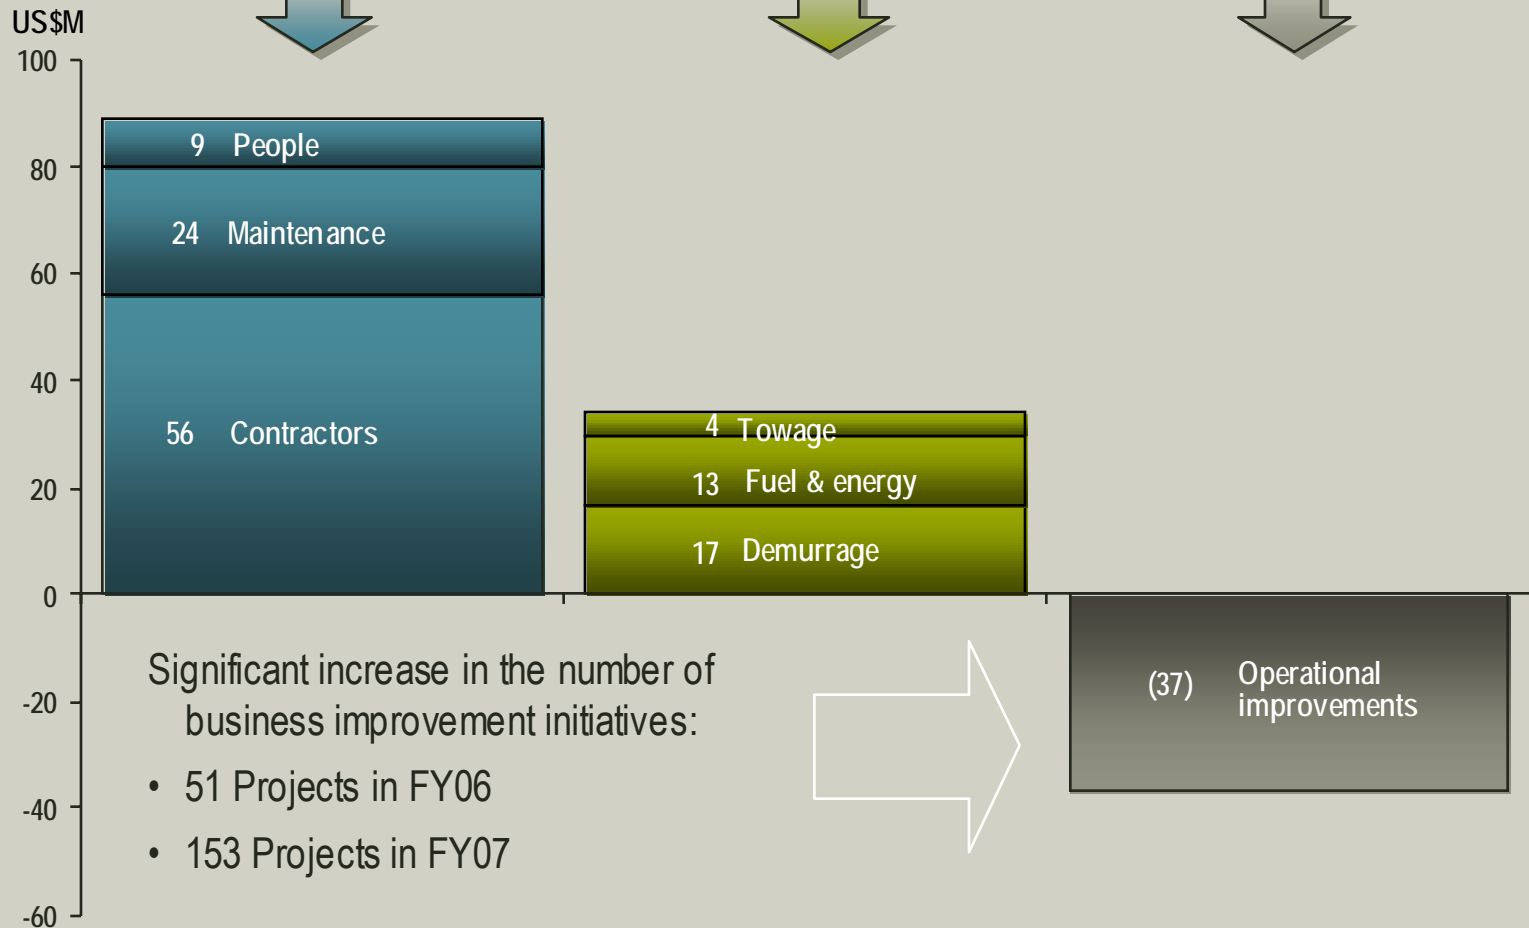 US$M
100
80
60
40
20
0
-20
-40
-60
9 People
24 Maintenance
56 Contractors
4 Towage
13 Fuel & energy
17 Demurrage
(37) Operational
improvements
Significant increase in the number of
business improvement initiatives:
• 51 Projects in FY06
• 153 Projects in FY07